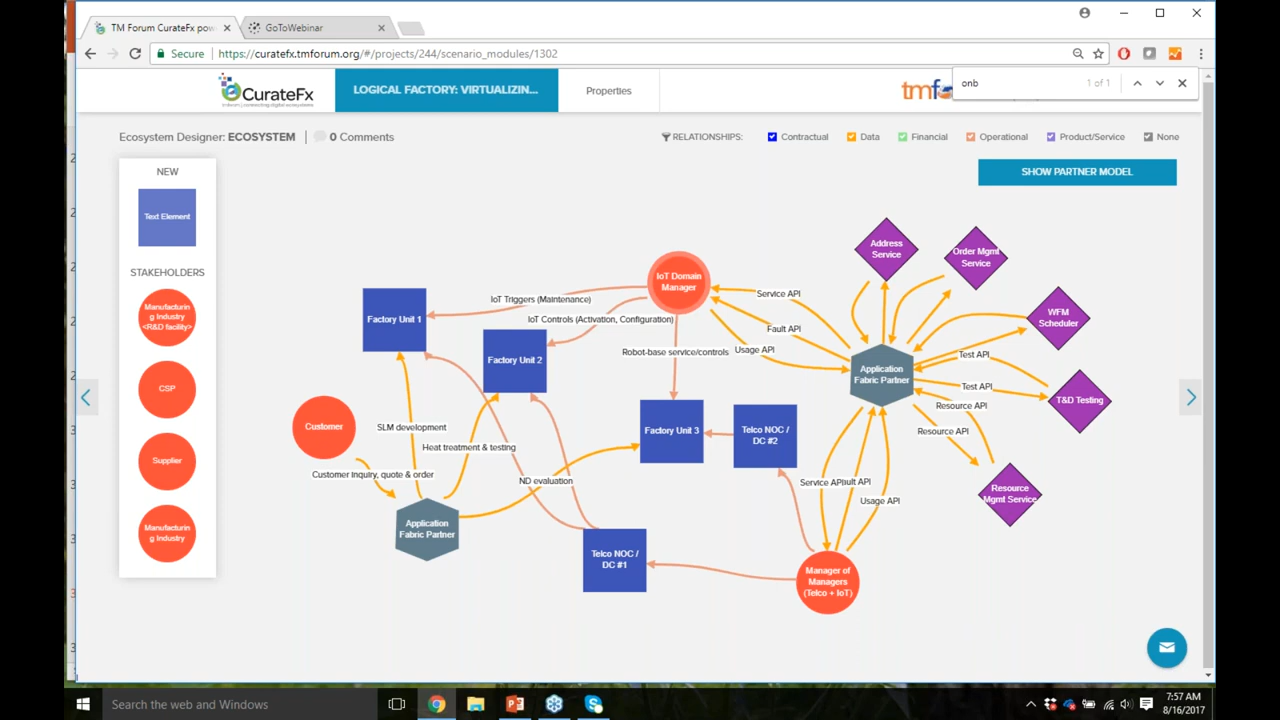 TM Forum CurateFx pow
GoToWebinar
Secure
https://curatefx.tmforum.org/#/projects/244/scenario_modules/1302
onb
1 of 1
CurateFx
LOGICAL FACTORY: VIRTUALIZIN...
Properties
tmfo
Ecosystem Designer: ECOSYSTEM
0 Comments
RELATIONSHIPS:
Contractual
Data
Financial
Operational
Product/Service
None
SHOW PARTNER MODEL
NEW
Text Element
STAKEHOLDERS
Manufacturin
g Industry
<R&D facility>
CSP
Supplier
Manufacturin
g Industry
Address
Service
Order Mgmt
Service
IoT Domain
Manager
Service API
IoT Triggers (Maintenance)
Factory Unit 1
IoT Controls (Activation, Configuration)
Fault API
WFM
Scheduler
Robot-base service/controls
Usage API
Test API
Factory Unit 2
Application
Fabric Partner
Test API
T&D Testing
Resource API
Customer
SLM development
Factory Unit 3
Telco NOC /
DC #2
Resource API
Heat treatment & testing
Customer inquiry, quote & order
ND evaluation
Service API
ult API
Usage API
Resource
Mgmt Service
Application
Fabric Partner
Telco NOC /
DC #1
Manager of
Managers
(Telco + IoT)
Search the web and Windows
7:57 AM
8/16/2017